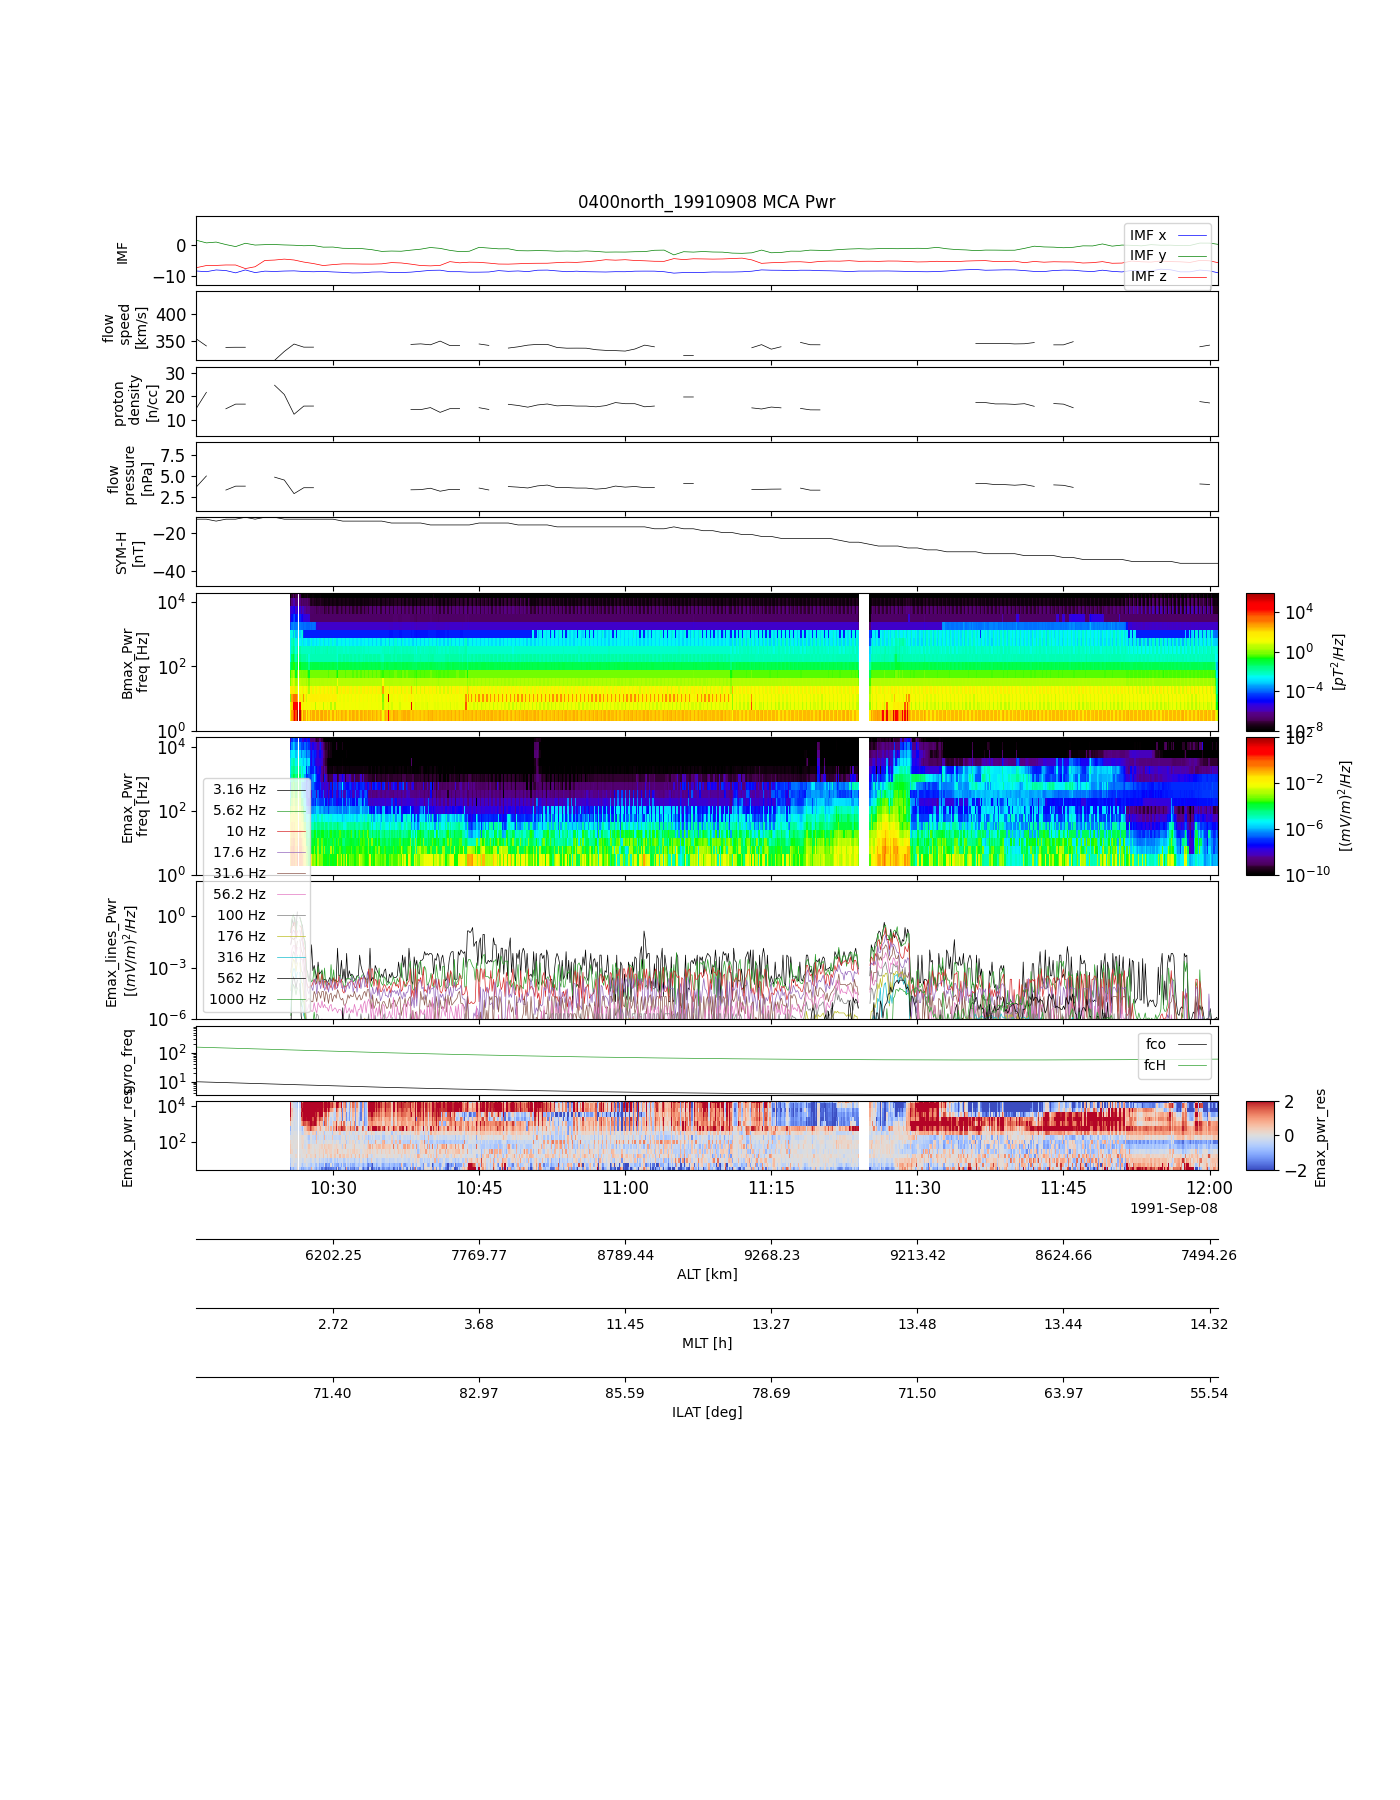 0400north_19910908 MCA Pwr
IMF
0
−10
IMF x
IMF y
IMF z
flow
speed
[km/s]
400
350
proton
density
[n/cc]
30
20
10
flow
pressure
[nPa]
7.5
5.0
2.5
SYM-H
[nT]
−20
−40
Bmax_Pwr
freq [Hz]
10^4
10^2
10^0
10^4
10^0
10^−4
10^−8
[pT^2/Hz]
Emax_Pwr
freq [Hz]
10^4
10^2
10^0
10^2
10^−2
10^−6
10^−10
[(mV/m)^2/Hz]
3.16 Hz
5.62 Hz
10 Hz
17.6 Hz
31.6 Hz
56.2 Hz
100 Hz
176 Hz
316 Hz
562 Hz
1000 Hz
Emax_lines_Pwr
[(mV/m)^2/Hz]
10^0
10^−3
10^−6
gyro_freq
10^2
10^1
fco
fcH
Emax_pwr_res
10^4
10^2
2
0
−2
Emax_pwr_res
10:30 10:45 11:00 11:15 11:30 11:45 12:00
1991-Sep-08
6202.25 7769.77 8789.44 9268.23 9213.42 8624.66 7494.26
ALT [km]
2.72 3.68 11.45 13.27 13.48 13.44 14.32
MLT [h]
71.40 82.97 85.59 78.69 71.50 63.97 55.54
ILAT [deg]